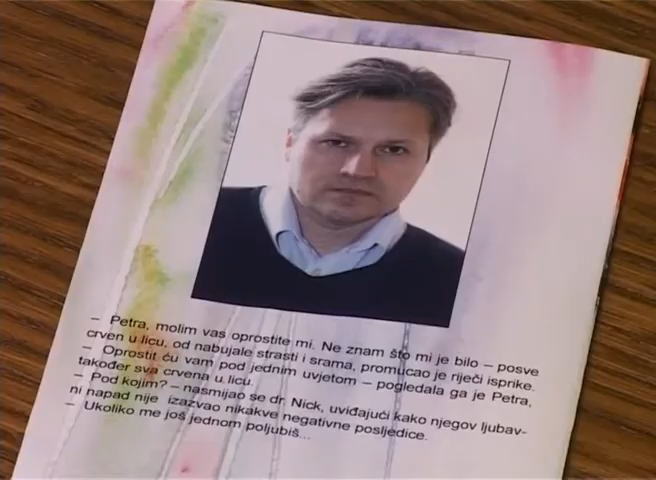 – Petra, molim vas oprostite mi. Ne znam što mi je bilo – posve
crven u licu, od nabujale strasti i srama, promucao je riječi isprike.
– Oprostit ću vam pod jednim uvjetom – pogledala ga je Petra,
također sva crvena u licu.
– Pod kojim? – nasmijao se dr. Nick, uviđajući kako njegov ljubav-
ni napad nije izazvao nikakve negativne posljedice.
– Ukoliko me još jednom poljubiš...